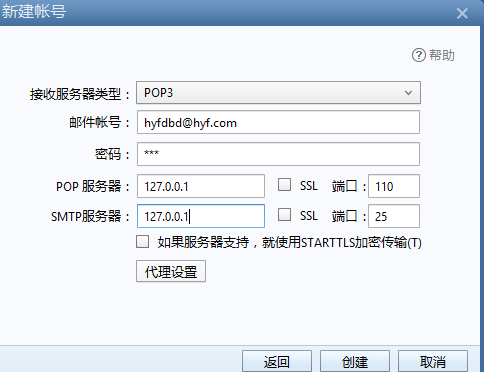 新建帐号
帮助
接收服务器类型： POP3
邮件帐号： hyfdbd@hyf.com
密码： ***
POP 服务器： 127.0.0.1 SSL 端口： 110
SMTP服务器： 127.0.0.1 SSL 端口： 25
如果服务器支持，就使用STARTTLS加密传输(T)
代理设置
返回 创建 取消